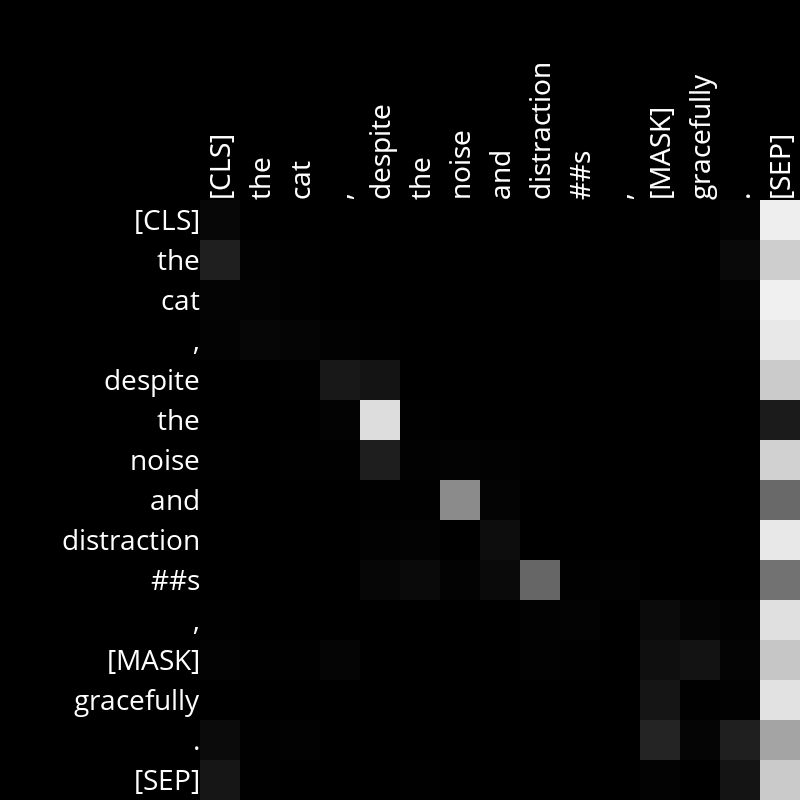 [CLS] the cat , despite the noise and distraction ##s , [MASK] gracefully . [SEP]
[CLS]
the
cat
,
despite
the
noise
and
distraction
##s
,
[MASK]
gracefully
.
[SEP]